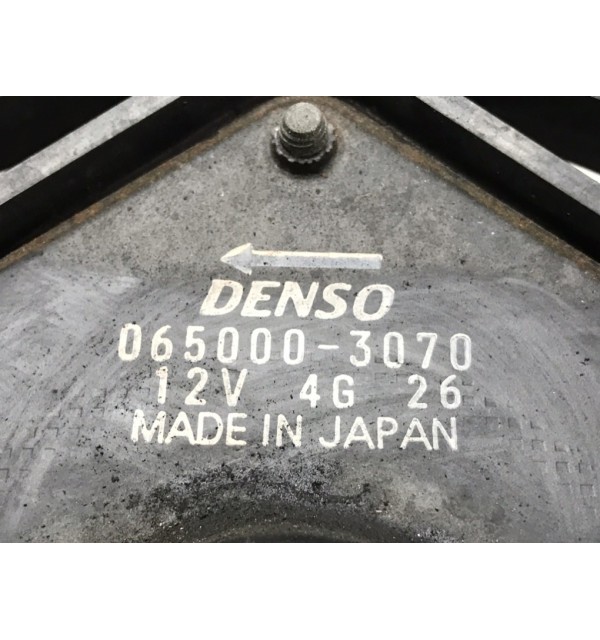 DENSO
065000-3070
12V 4G 26
MADE IN JAPAN